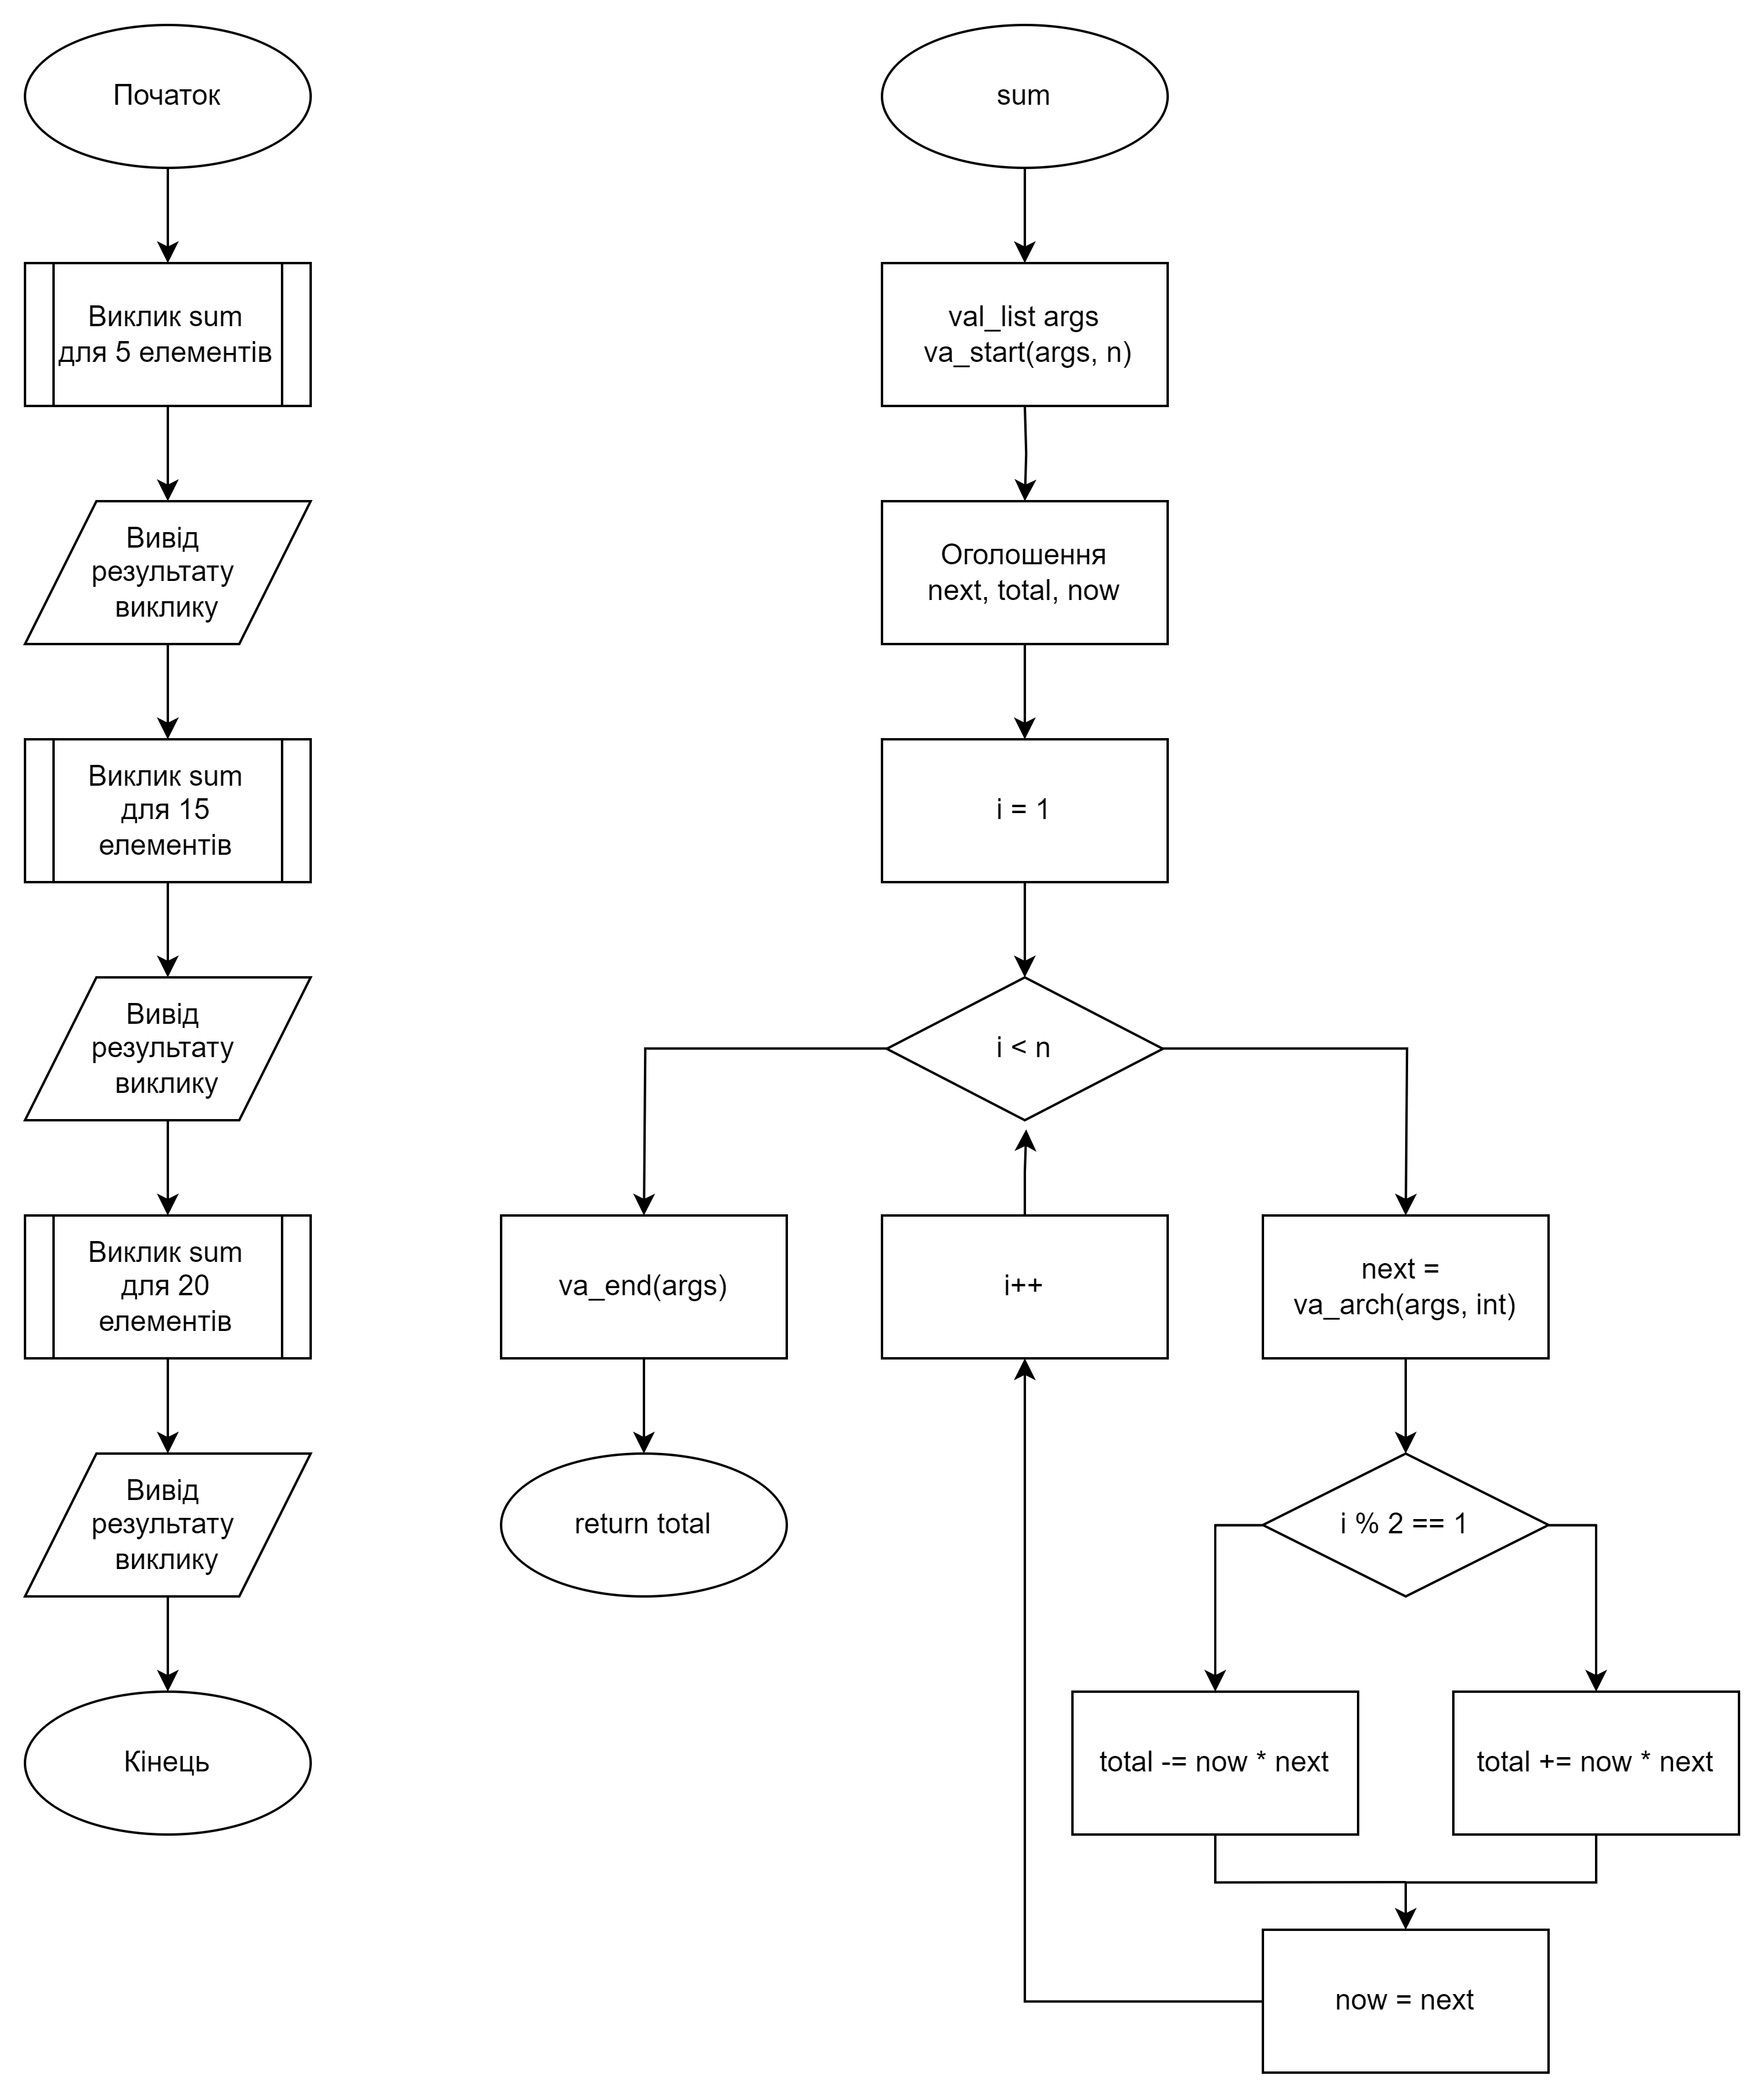 Початок
Виклик sum
для 5 елементів
Вивід
результату
виклику
Виклик sum
для 15
елементів
Вивід
результату
виклику
Виклик sum
для 20
елементів
Вивід
результату
виклику
Кінець
sum
val_list args
va_start(args, n)
Оголошення
next, total, now
i = 1
i < n
va_end(args)
return total
i++
next =
va_arch(args, int)
i % 2 == 1
total -= now * next
total += now * next
now = next